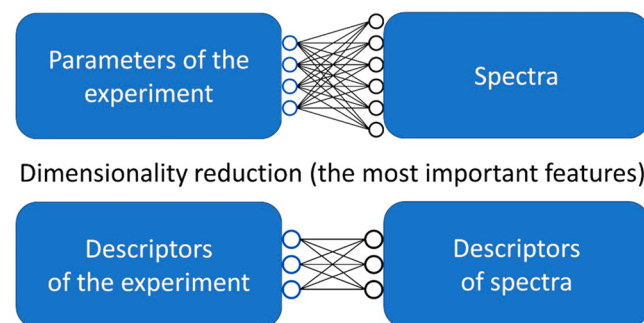 Parameters of the
experiment
Spectra
Dimensionality reduction (the most important features)
Descriptors
of the experiment
Descriptors
of spectra